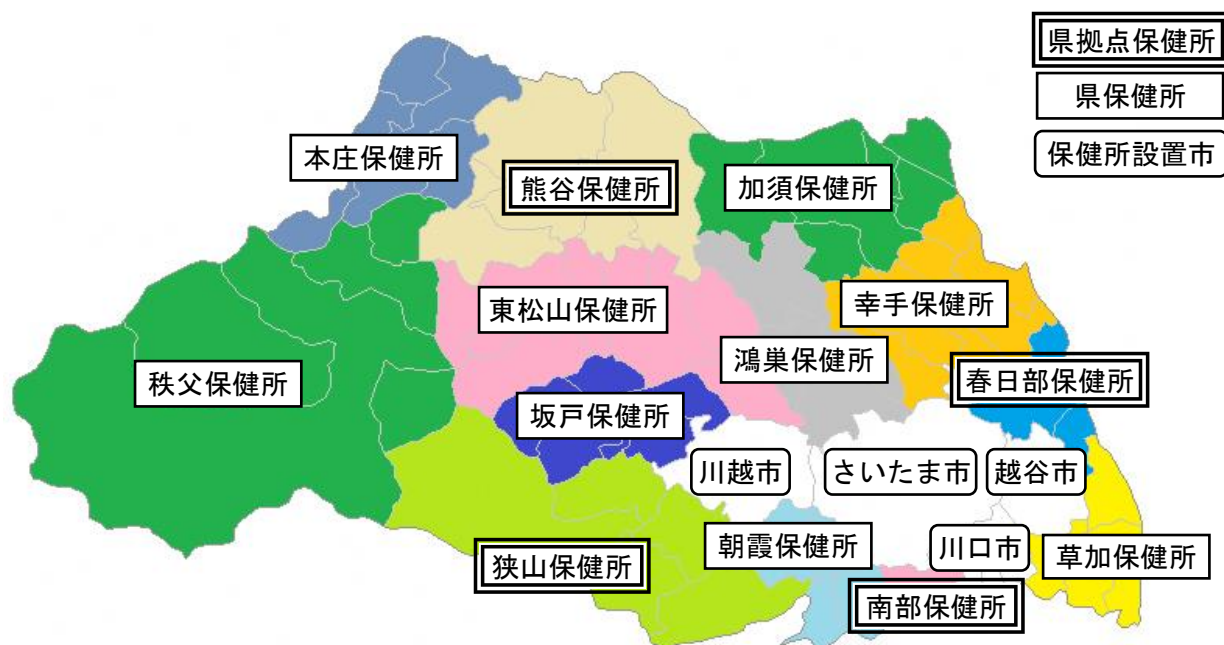 県拠点保健所
県保健所
保健所設置市
本庄保健所
熊谷保健所
加須保健所
東松山保健所
幸手保健所
鴻巣保健所
秩父保健所
春日部保健所
坂戸保健所
川越市
さいたま市
越谷市
朝霞保健所
川口市
草加保健所
狭山保健所
南部保健所